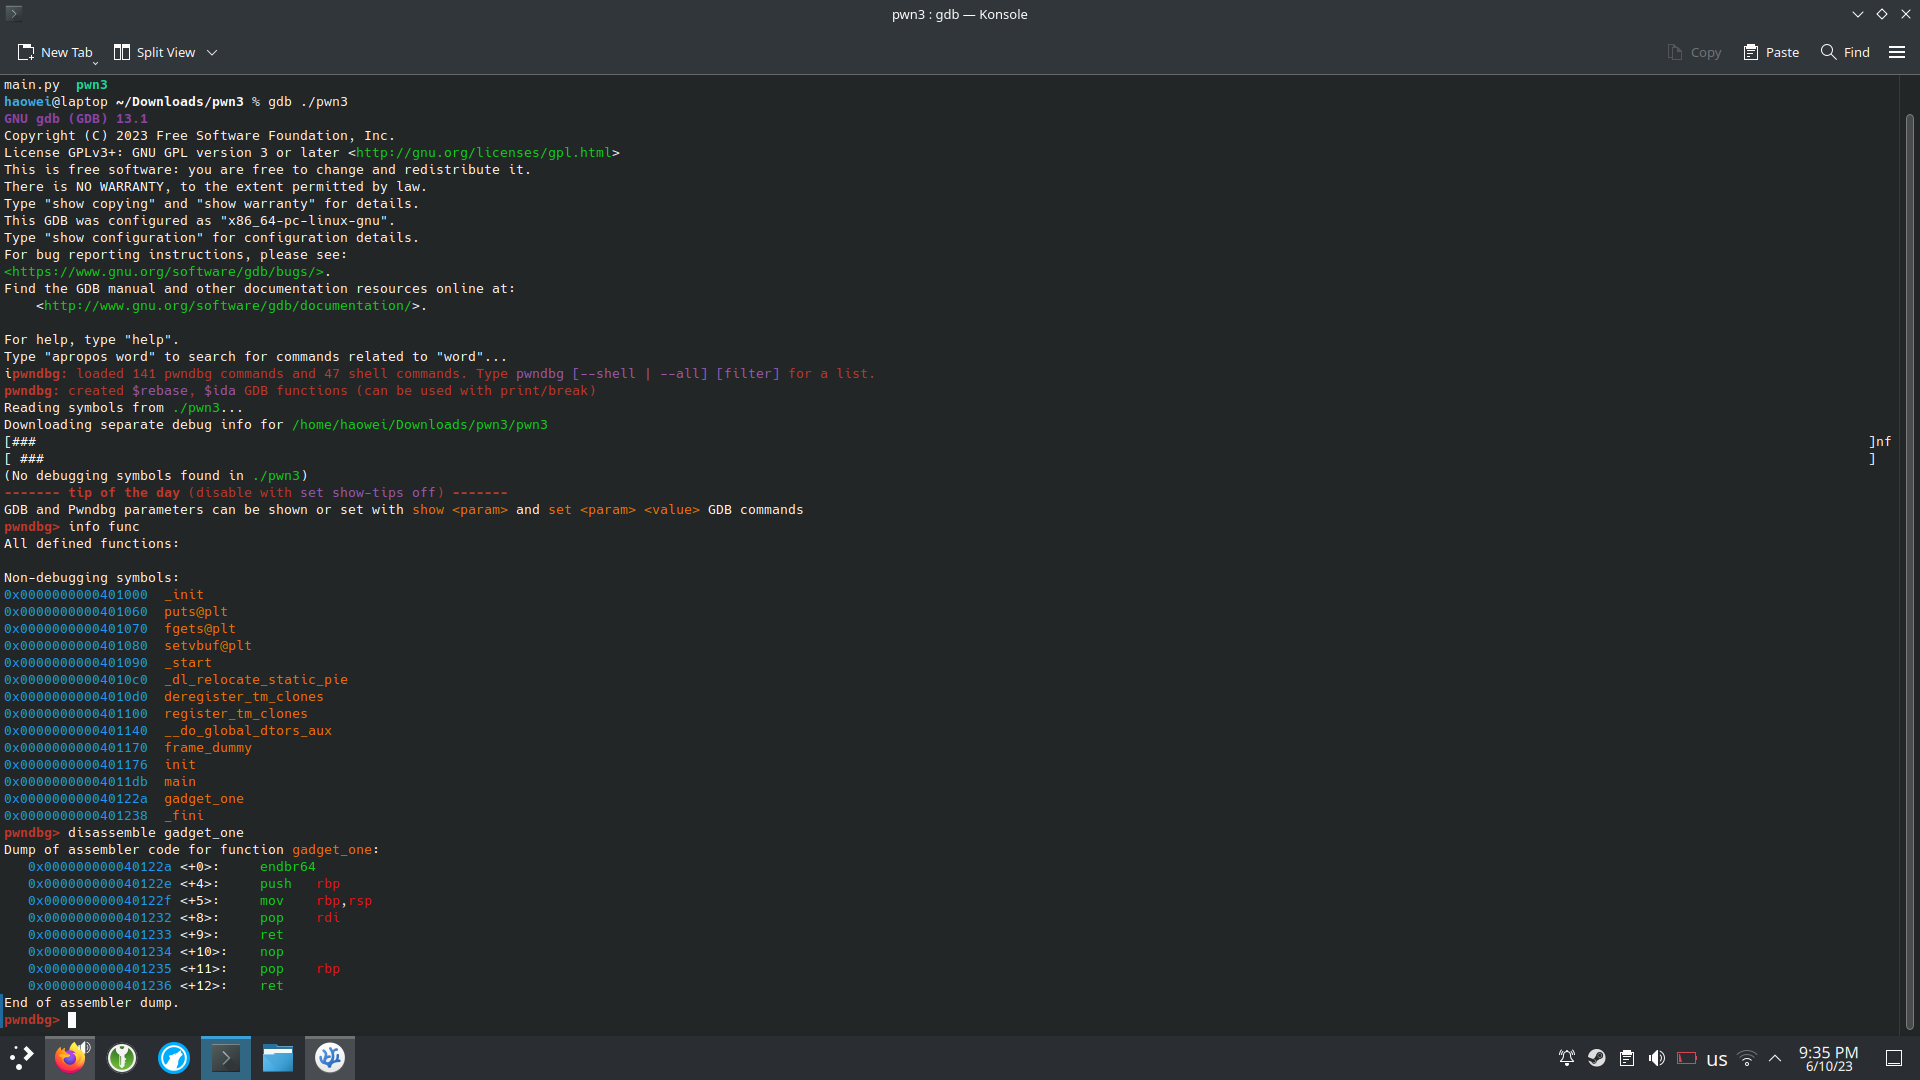 pwn3 : gdb — Konsole
New Tab Split View Copy Paste Find
main.py  pwn3
haowei@laptop ~/Downloads/pwn3 % gdb ./pwn3
GNU gdb (GDB) 13.1
Copyright (C) 2023 Free Software Foundation, Inc.
License GPLv3+: GNU GPL version 3 or later <http://gnu.org/licenses/gpl.html>
This is free software: you are free to change and redistribute it.
There is NO WARRANTY, to the extent permitted by law.
Type "show copying" and "show warranty" for details.
This GDB was configured as "x86_64-pc-linux-gnu".
Type "show configuration" for configuration details.
For bug reporting instructions, please see:
<https://www.gnu.org/software/gdb/bugs/>.
Find the GDB manual and other documentation resources online at:
    <http://www.gnu.org/software/gdb/documentation/>.
For help, type "help".
Type "apropos word" to search for commands related to "word"...
ipwndbg: loaded 141 pwndbg commands and 47 shell commands. Type pwndbg [--shell | --all] [filter] for a list.
pwndbg: created $rebase, $ida GDB functions (can be used with print/break)
Reading symbols from ./pwn3...
Downloading separate debug info for /home/haowei/Downloads/pwn3/pwn3
[### ]nf
[ ### ]
(No debugging symbols found in ./pwn3)
------- tip of the day (disable with set show-tips off) -------
GDB and Pwndbg parameters can be shown or set with show <param> and set <param> <value> GDB commands
pwndbg> info func
All defined functions:
Non-debugging symbols:
0x0000000000401000  _init
0x0000000000401060  puts@plt
0x0000000000401070  fgets@plt
0x0000000000401080  setvbuf@plt
0x0000000000401090  _start
0x00000000004010c0  _dl_relocate_static_pie
0x00000000004010d0  deregister_tm_clones
0x0000000000401100  register_tm_clones
0x0000000000401140  __do_global_dtors_aux
0x0000000000401170  frame_dummy
0x0000000000401176  init
0x00000000004011db  main
0x000000000040122a  gadget_one
0x0000000000401238  _fini
pwndbg> disassemble gadget_one
Dump of assembler code for function gadget_one:
   0x000000000040122a <+0>:     endbr64
   0x000000000040122e <+4>:     push   rbp
   0x000000000040122f <+5>:     mov    rbp,rsp
   0x0000000000401232 <+8>:     pop    rdi
   0x0000000000401233 <+9>:     ret
   0x0000000000401234 <+10>:    nop
   0x0000000000401235 <+11>:    pop    rbp
   0x0000000000401236 <+12>:    ret
End of assembler dump.
pwndbg>
us 9:35 PM
6/10/23